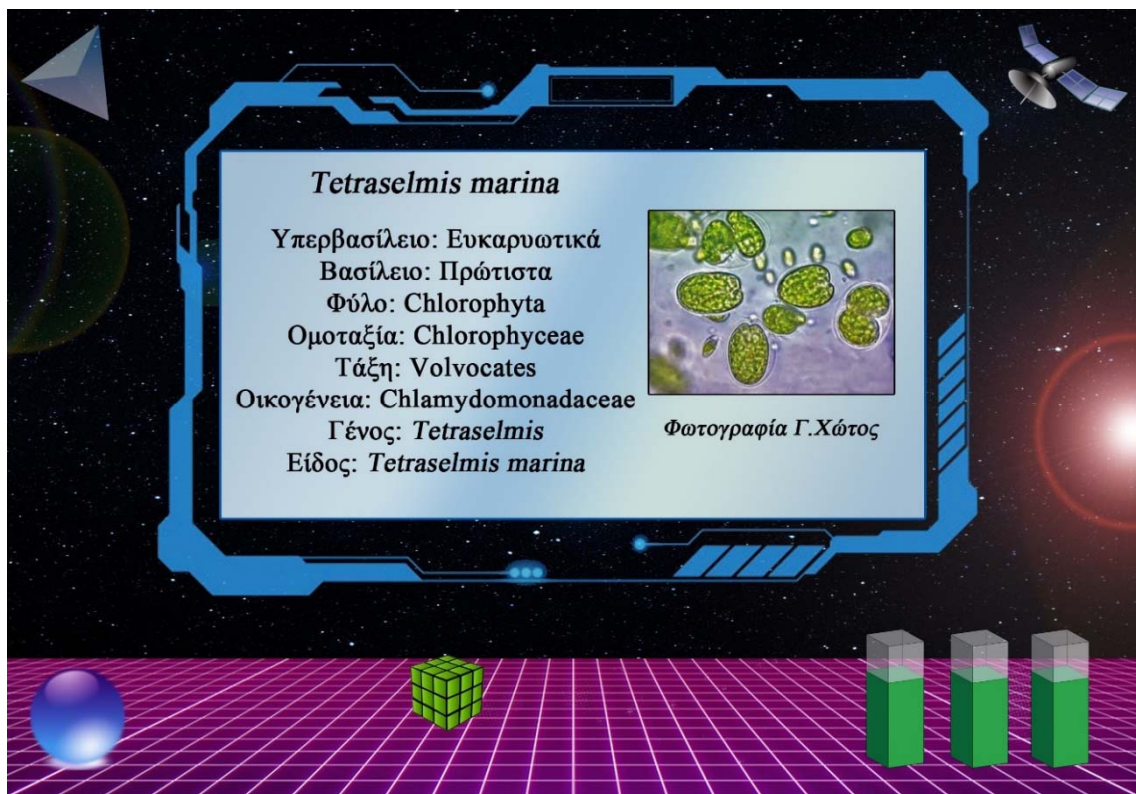 Tetraselmis marina
Υπερβασίλειο: Ευκαρυωτικά
Βασίλειο: Πρώτιστα
Φύλο: Chlorophyta
Ομοταξία: Chlorophyceae
Τάξη: Volvocates
Οικογένεια: Chlamydomonadaceae
Γένος: Tetraselmis
Είδος: Tetraselmis marina
Φωτογραφία Γ.Χώτος